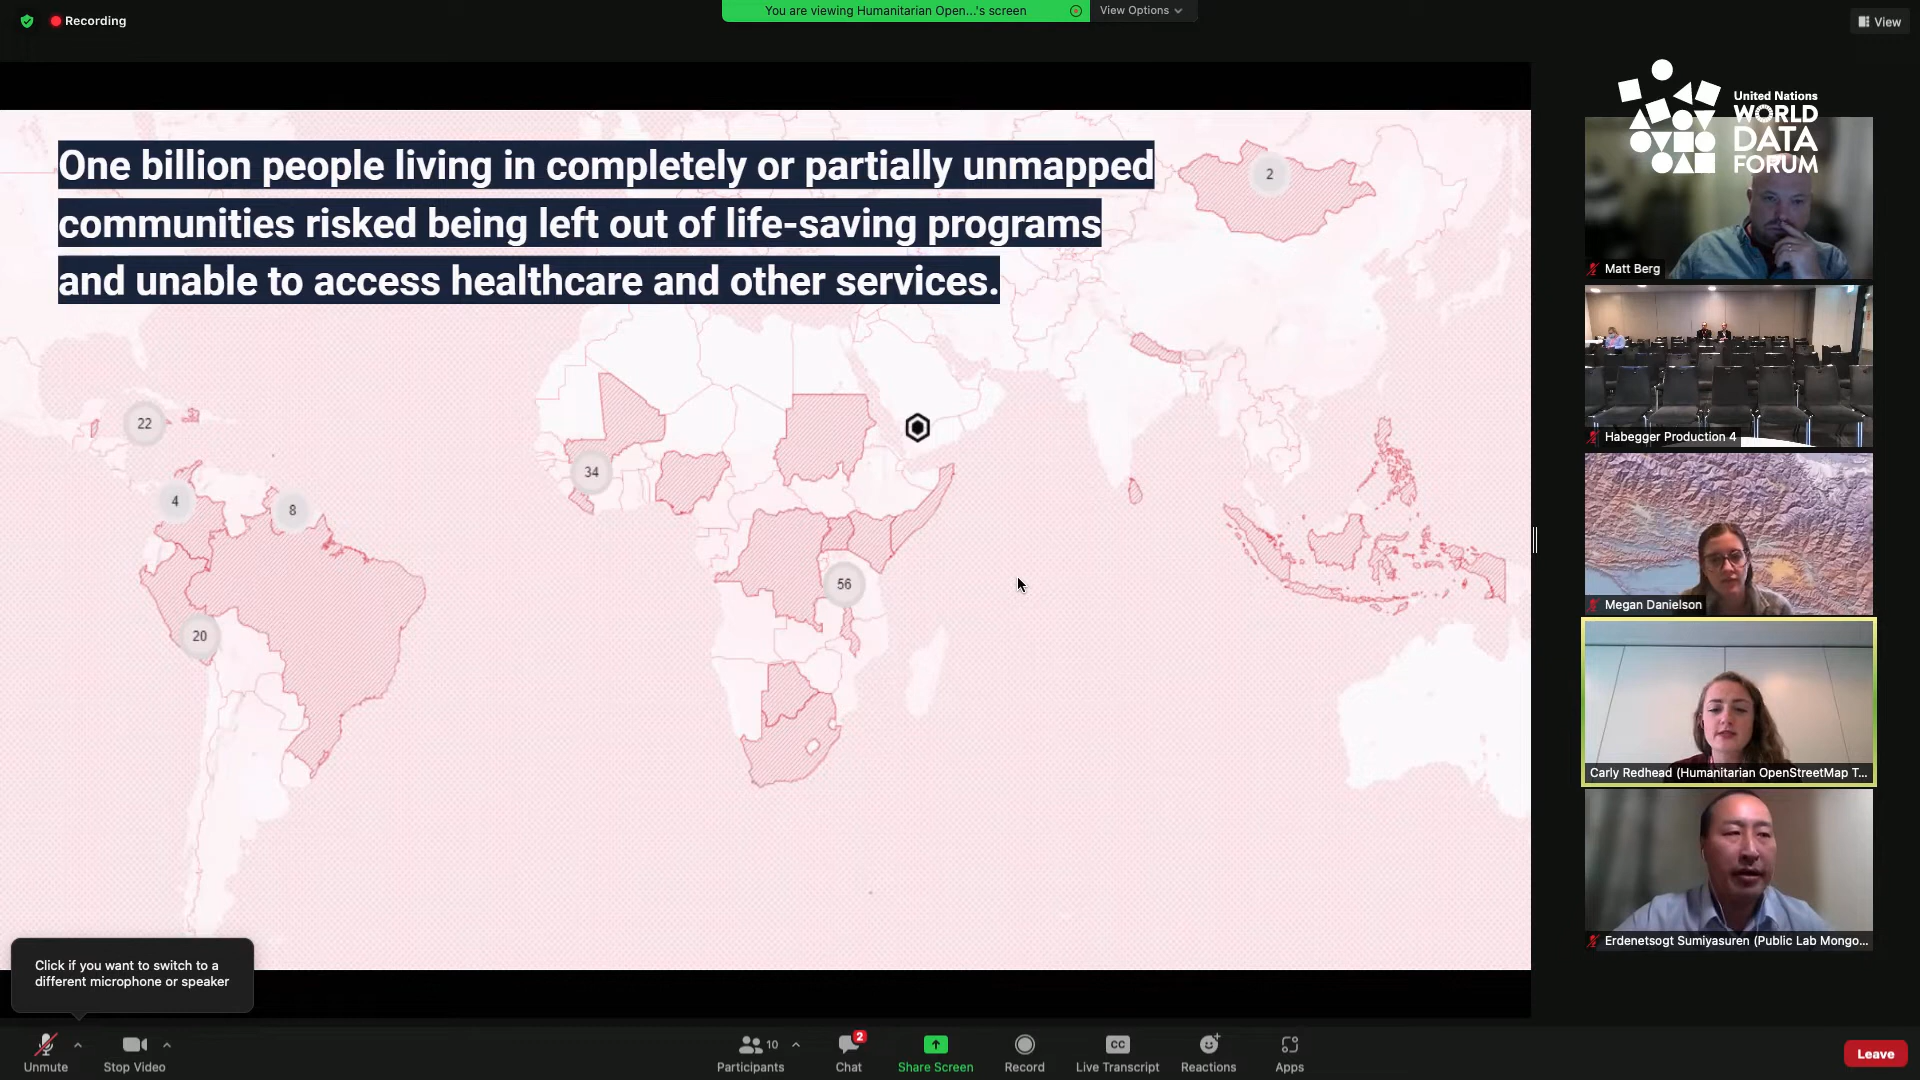 Recording
You are viewing Humanitarian Open...'s screen
View Options
View
One billion people living in completely or partially unmapped
communities risked being left out of life-saving programs
and unable to access healthcare and other services.
2
22
34
4
8
56
20
United Nations
WORLD
DATA
FORUM
Matt Berg
Habegger Production 4
Megan Danielson
Carly Redhead (Humanitarian OpenStreetMap T...
Erdenetsogt Sumiyasuren (Public Lab Mongo...
Click if you want to switch to a
different microphone or speaker
Unmute
Stop Video
Participants
10
Chat
2
Share Screen
Record
CC
Live Transcript
Reactions
Apps
Leave